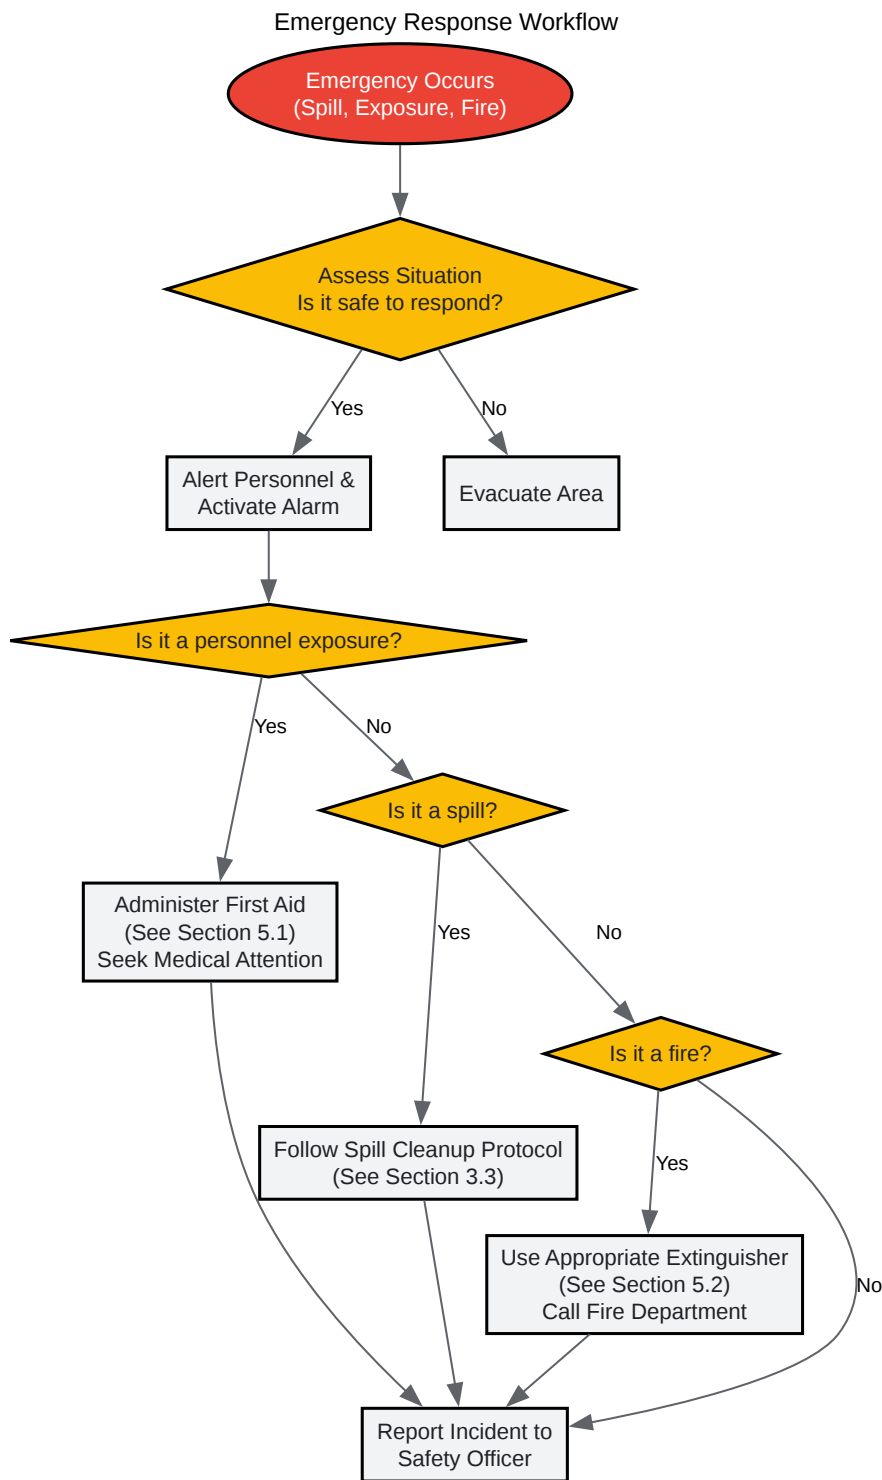 Emergency Response Workflow
Emergency Occurs
(Spill, Exposure, Fire)
Assess Situation
Is it safe to respond?
Yes
No
Alert Personnel &
Activate Alarm
Evacuate Area
Is it a personnel exposure?
Yes
No
Is it a spill?
Administer First Aid
(See Section 5.1)
Seek Medical Attention
Yes
No
Is it a fire?
Follow Spill Cleanup Protocol
(See Section 3.3)
Yes
Use Appropriate Extinguisher
(See Section 5.2)
Call Fire Department
No
Report Incident to
Safety Officer